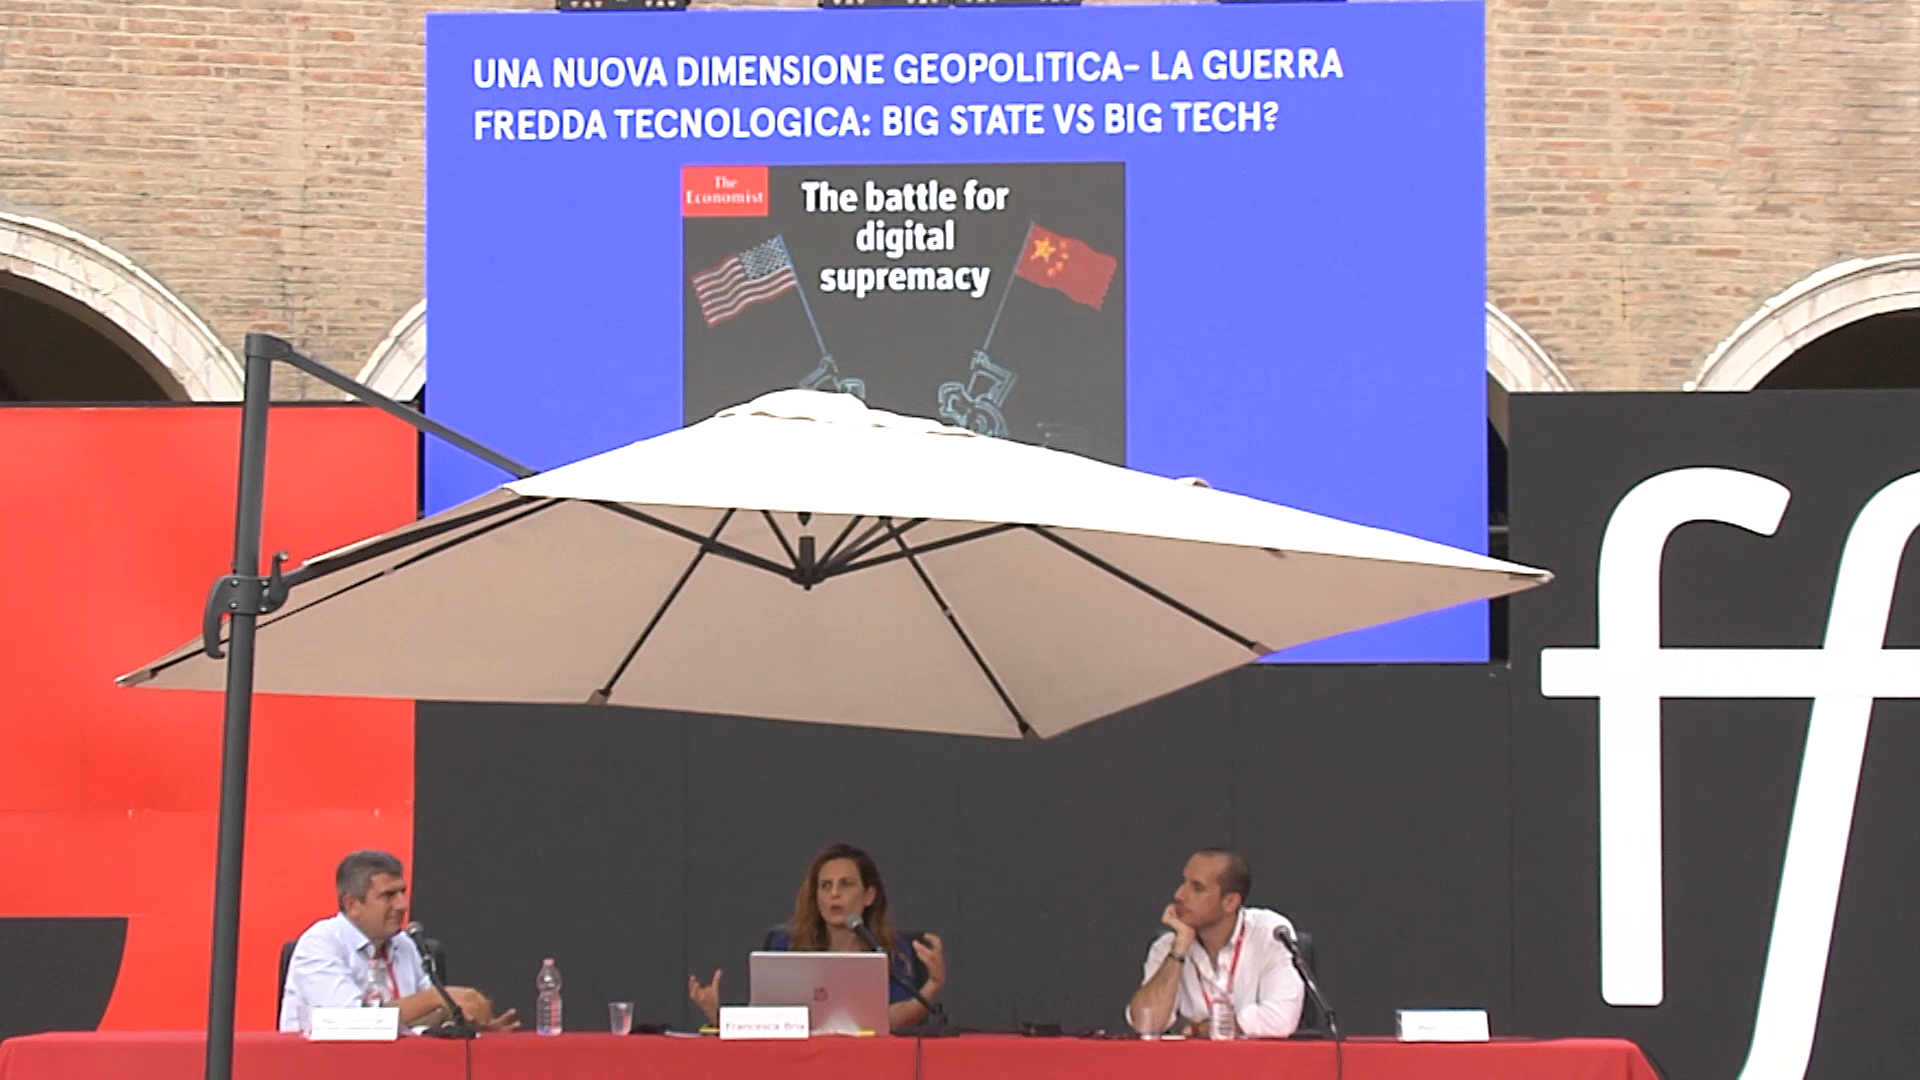 UNA NUOVA DIMENSIONE GEOPOLITICA- LA GUERRA
FREDDA TECNOLOGICA: BIG STATE VS BIG TECH?
The
Economist
The battle for
digital
supremacy
ff
Francesca Bria